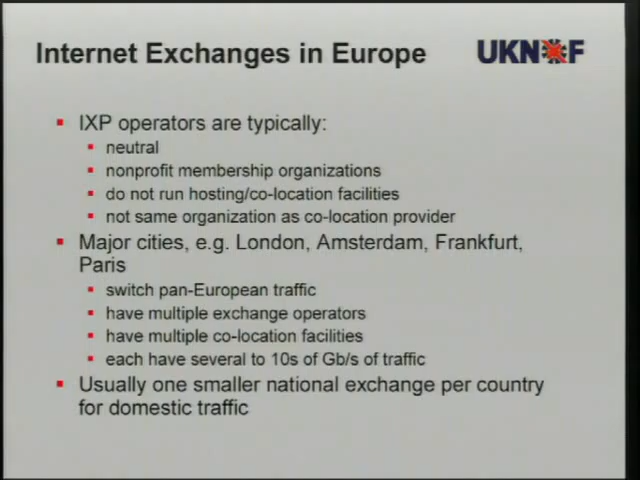 Internet Exchanges in Europe
UKNOF
IXP operators are typically:
neutral
nonprofit membership organizations
do not run hosting/co-location facilities
not same organization as co-location provider
Major cities, e.g. London, Amsterdam, Frankfurt,
Paris
switch pan-European traffic
have multiple exchange operators
have multiple co-location facilities
each have several to 10s of Gb/s of traffic
Usually one smaller national exchange per country
for domestic traffic